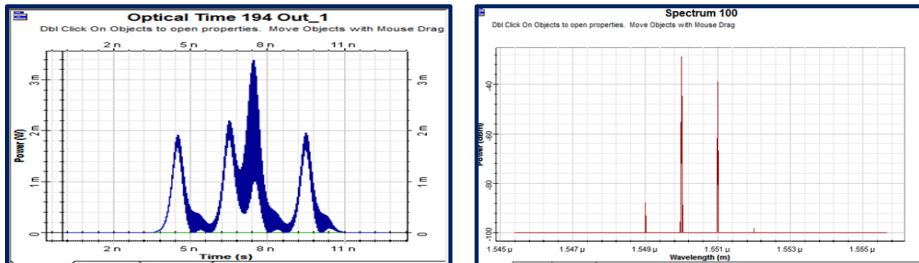 Optical Time 194 Out_1
Dbl Click On Objects to open properties. Move Objects with Mouse Drag
2 n 5 n 8 n 11 n
3m 3m
2m 2m
1m 1m
0 0
Power (W)
2 n 5 n 8 n 11 n
Time (s)
Spectrum 100
Dbl Click On Objects to open properties. Move Objects with Mouse Drag
-40
-60
-80
-100
Power (dBm)
1.545 µ 1.547 µ 1.549 µ 1.551 µ 1.553 µ 1.555 µ
Wavelength (m)